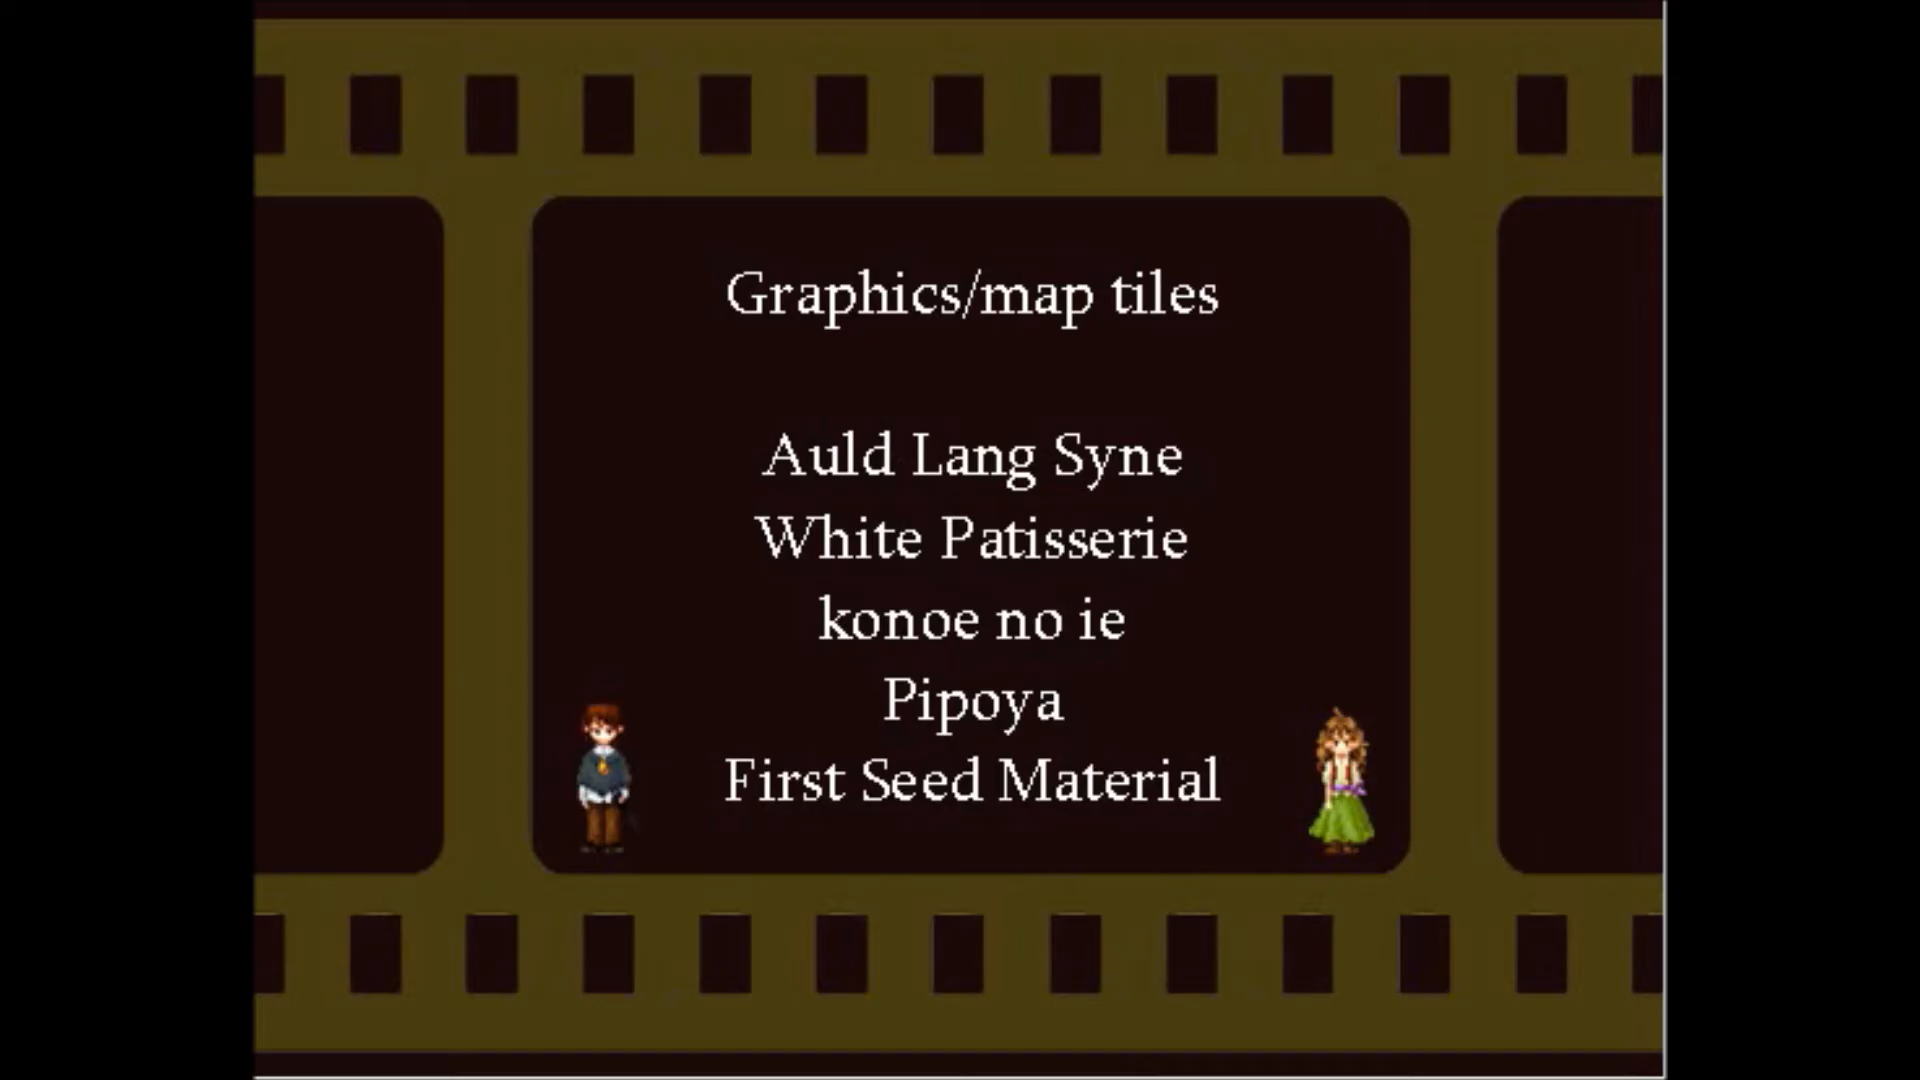 Graphics/map tiles
Auld Lang Syne
White Patisserie
konoe no ie
Pipoya
First Seed Material